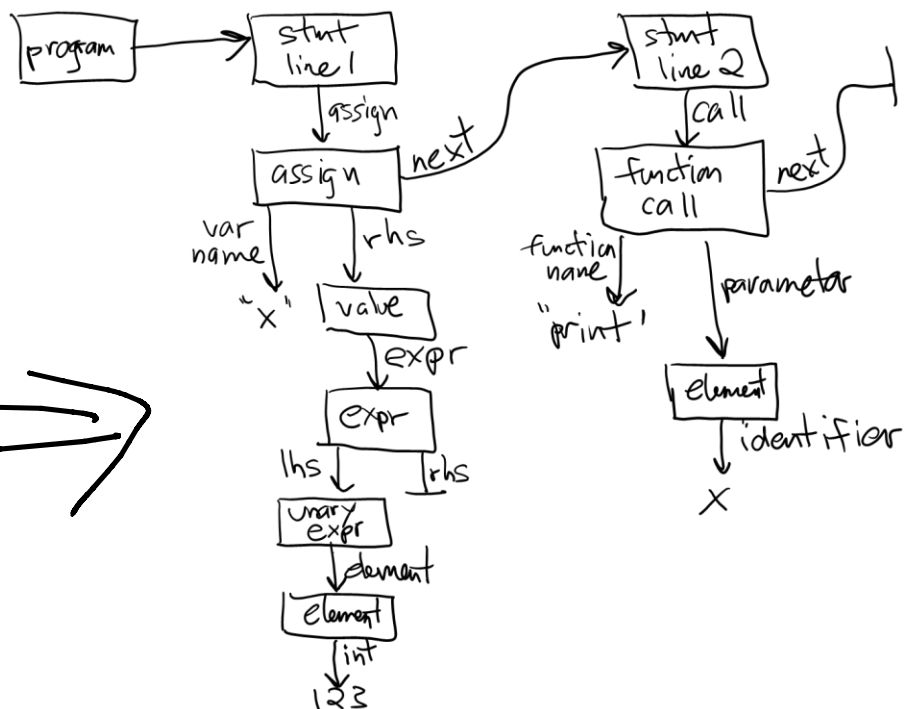 program
stmt
line 1
assign
assign
next
var
name
"x"
rhs
value
expr
expr
lhs
rhs
unary
expr
element
element
int
123
stmt
line 2
call
function
call
next
function
name
"print'
parameter
element
identifier
X